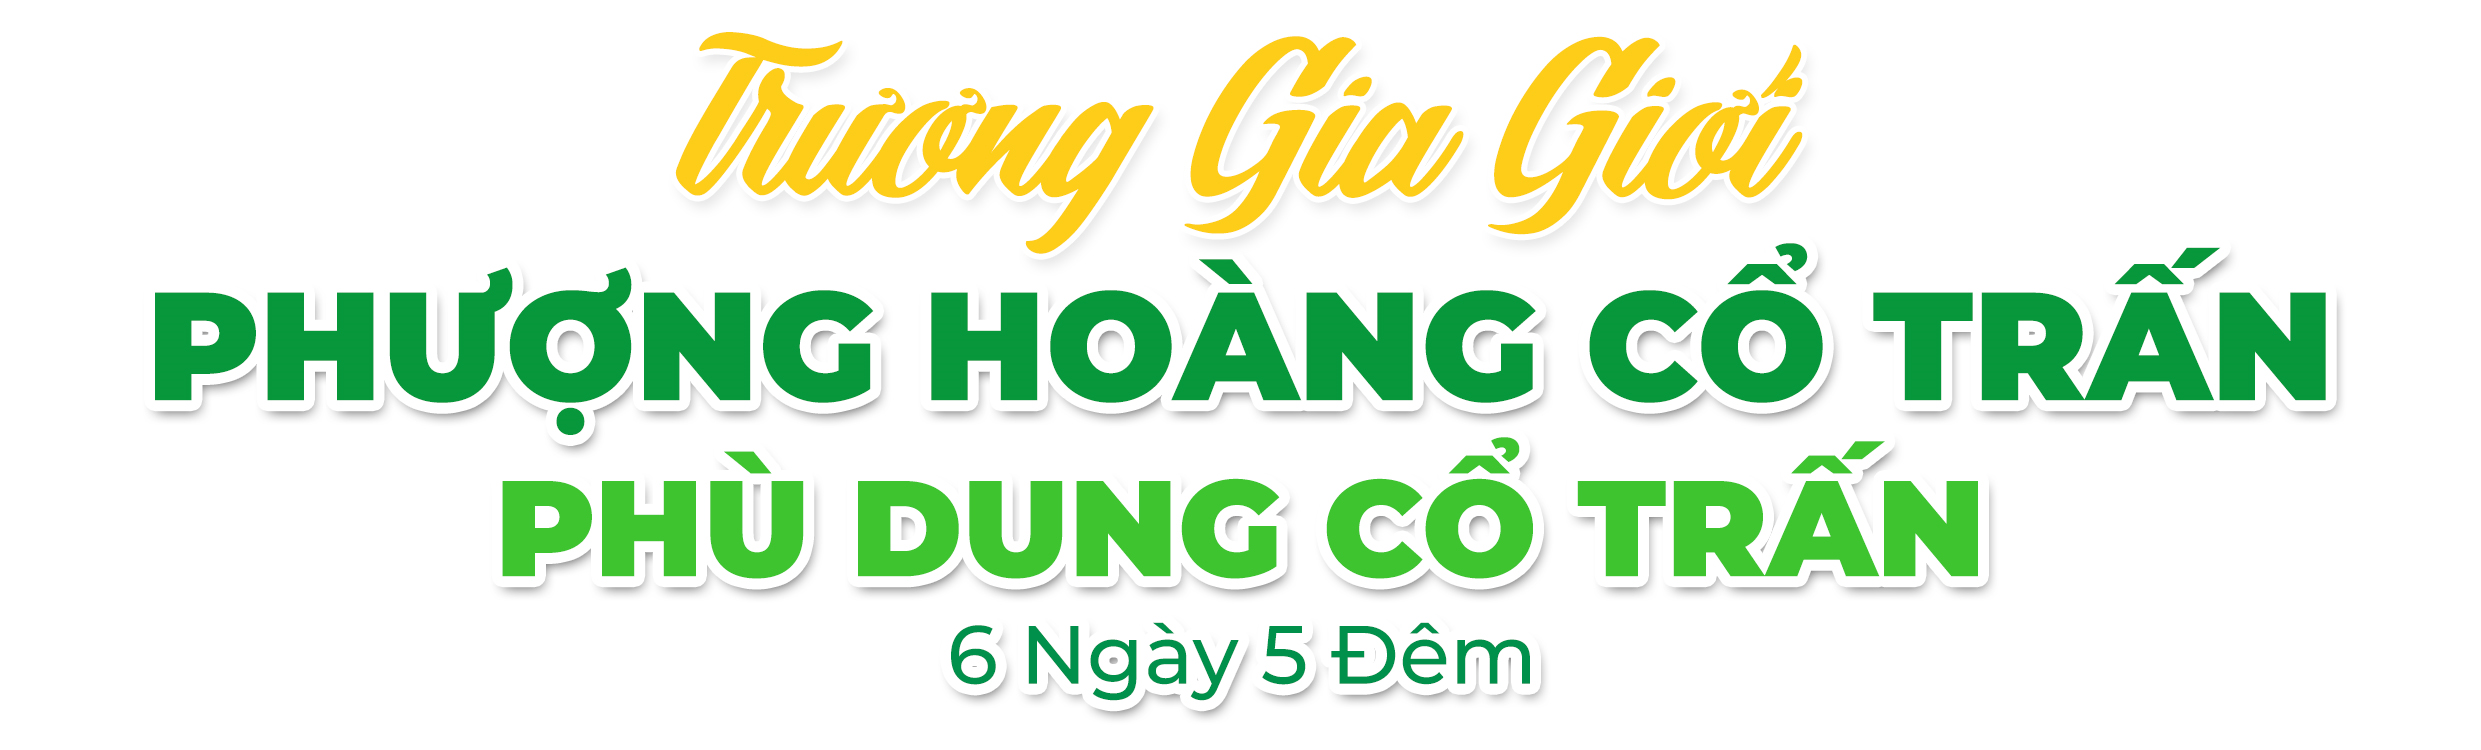 Trương Gia Giới
PHƯỢNG HOÀNG CỔ TRẤN
PHÙ DUNG CỔ TRẤN
6 Ngày 5 Đêm